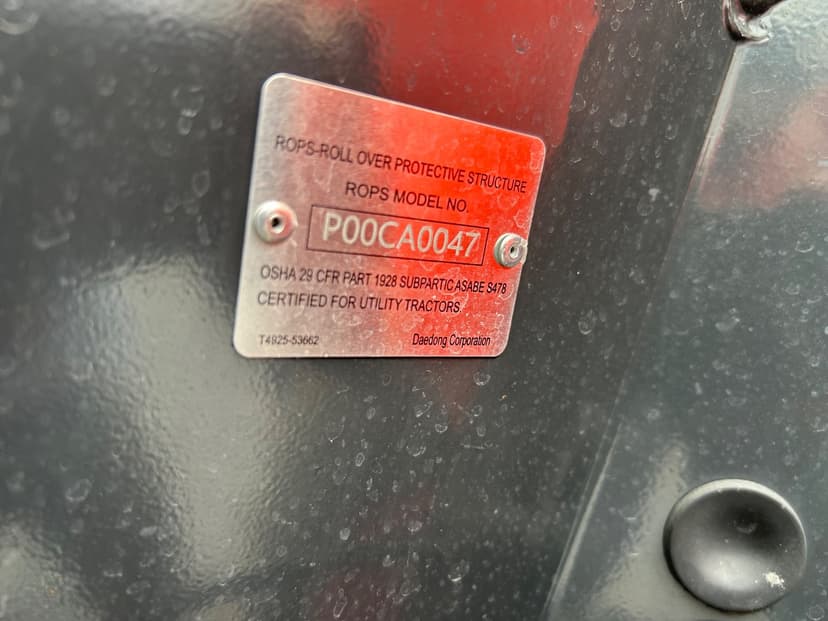 ROPS-ROLL OVER PROTECTIVE STRUCTURE
ROPS MODEL NO.
P00CA0047
OSHA 29 CFR PART 1928 SUBPARTIC ASABE S478
CERTIFIED FOR UTILITY TRACTORS.
T4925-53662
Daedong Corporation